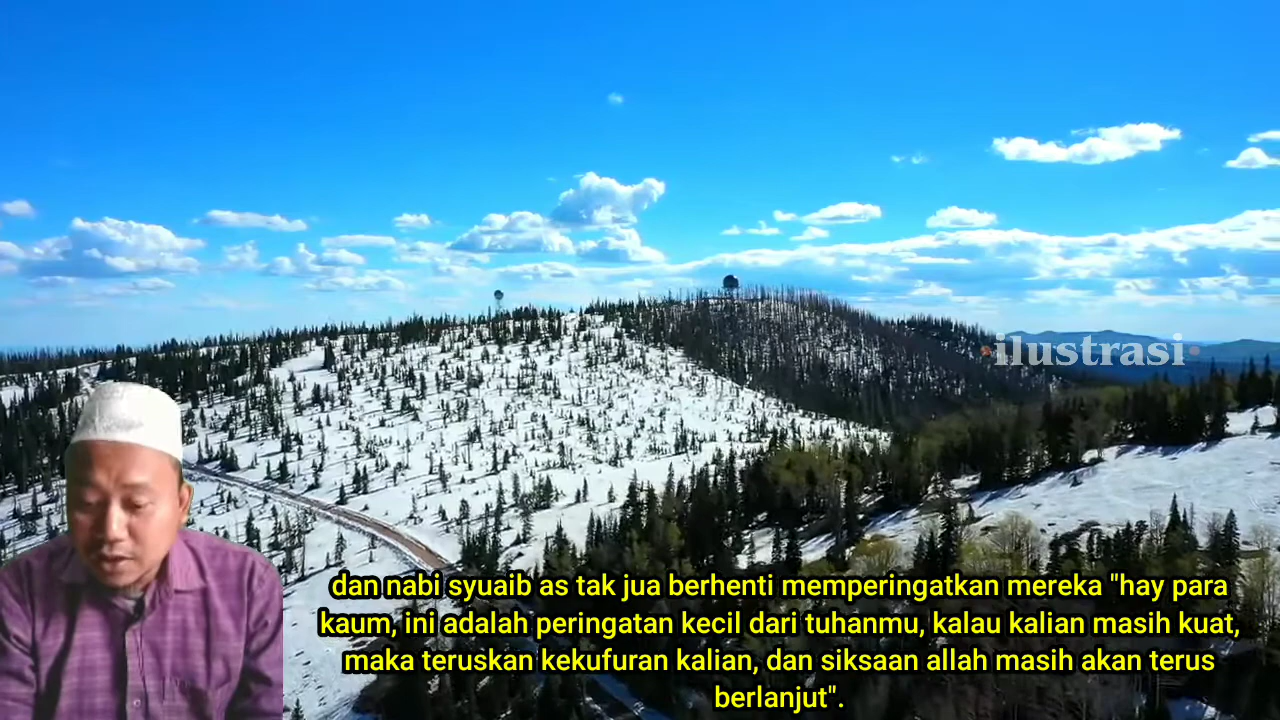 •ilustrasi•
dan nabi syuaib as tak jua berhenti memperingatkan mereka "hay para
kaum, ini adalah peringatan kecil dari tuhanmu, kalau kalian masih kuat,
maka teruskan kekufuran kalian, dan siksaan allah masih akan terus
berlanjut".